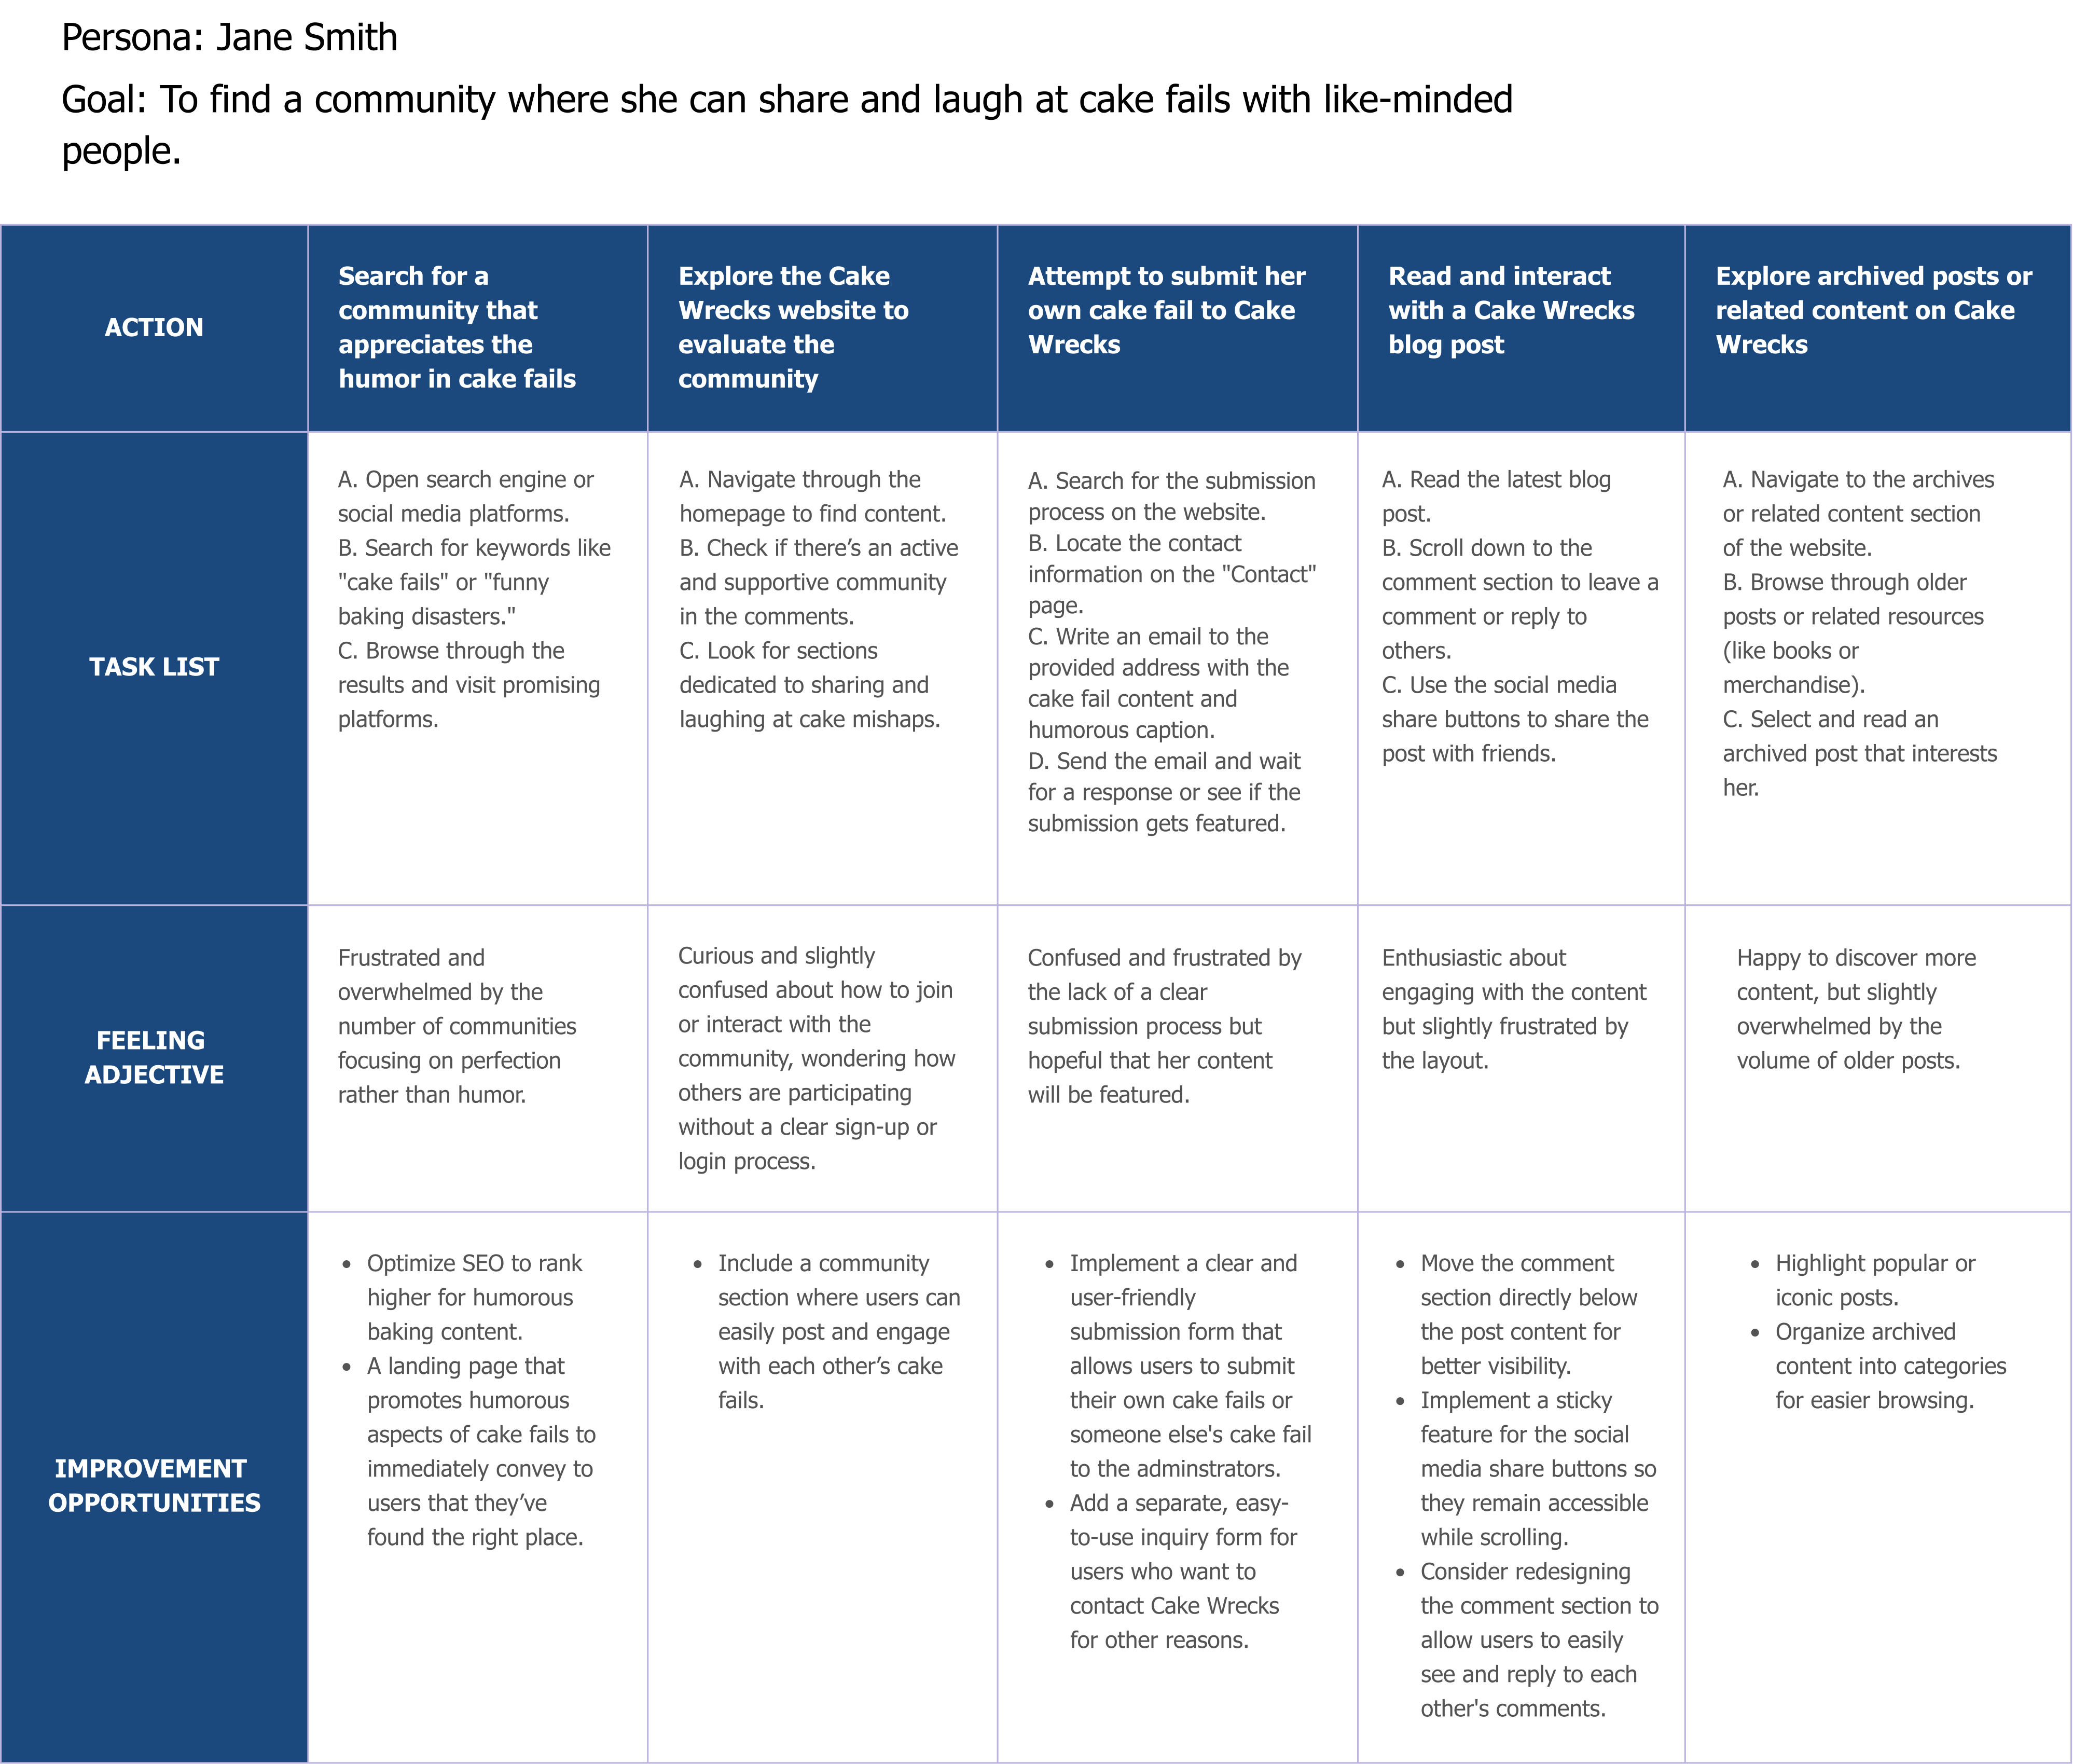 Persona: Jane Smith
Goal: To find a community where she can share and laugh at cake fails with like-minded
people.
ACTION
Search for a
community that
appreciates the
humor in cake fails
Explore the Cake
Wrecks website to
evaluate the
community
Attempt to submit her
own cake fail to Cake
Wrecks
Read and interact
with a Cake Wrecks
blog post
Explore archived posts or
related content on Cake
Wrecks
TASK LIST
A. Open search engine or
social media platforms.
B. Search for keywords like
"cake fails" or "funny
baking disasters."
C. Browse through the
results and visit promising
platforms.
A. Navigate through the
homepage to find content.
B. Check if there’s an active
and supportive community
in the comments.
C. Look for sections
dedicated to sharing and
laughing at cake mishaps.
A. Search for the submission
process on the website.
B. Locate the contact
information on the "Contact"
page.
C. Write an email to the
provided address with the
cake fail content and
humorous caption.
D. Send the email and wait
for a response or see if the
submission gets featured.
A. Read the latest blog
post.
B. Scroll down to the
comment section to leave a
comment or reply to
others.
C. Use the social media
share buttons to share the
post with friends.
A. Navigate to the archives
or related content section
of the website.
B. Browse through older
posts or related resources
(like books or
merchandise).
C. Select and read an
archived post that interests
her.
FEELING
ADJECTIVE
Frustrated and
overwhelmed by the
number of communities
focusing on perfection
rather than humor.
Curious and slightly
confused about how to join
or interact with the
community, wondering how
others are participating
without a clear sign-up or
login process.
Confused and frustrated by
the lack of a clear
submission process but
hopeful that her content
will be featured.
Enthusiastic about
engaging with the content
but slightly frustrated by
the layout.
Happy to discover more
content, but slightly
overwhelmed by the
volume of older posts.
IMPROVEMENT
OPPORTUNITIES
• Optimize SEO to rank
higher for humorous
baking content.
• A landing page that
promotes humorous
aspects of cake fails to
immediately convey to
users that they’ve
found the right place.
• Include a community
section where users can
easily post and engage
with each other’s cake
fails.
• Implement a clear and
user-friendly
submission form that
allows users to submit
their own cake fails or
someone else's cake fail
to the adminstrators.
• Add a separate, easy-
to-use inquiry form for
users who want to
contact Cake Wrecks
for other reasons.
• Move the comment
section directly below
the post content for
better visibility.
• Implement a sticky
feature for the social
media share buttons so
they remain accessible
while scrolling.
• Consider redesigning
the comment section to
allow users to easily
see and reply to each
other's comments.
• Highlight popular or
iconic posts.
• Organize archived
content into categories
for easier browsing.